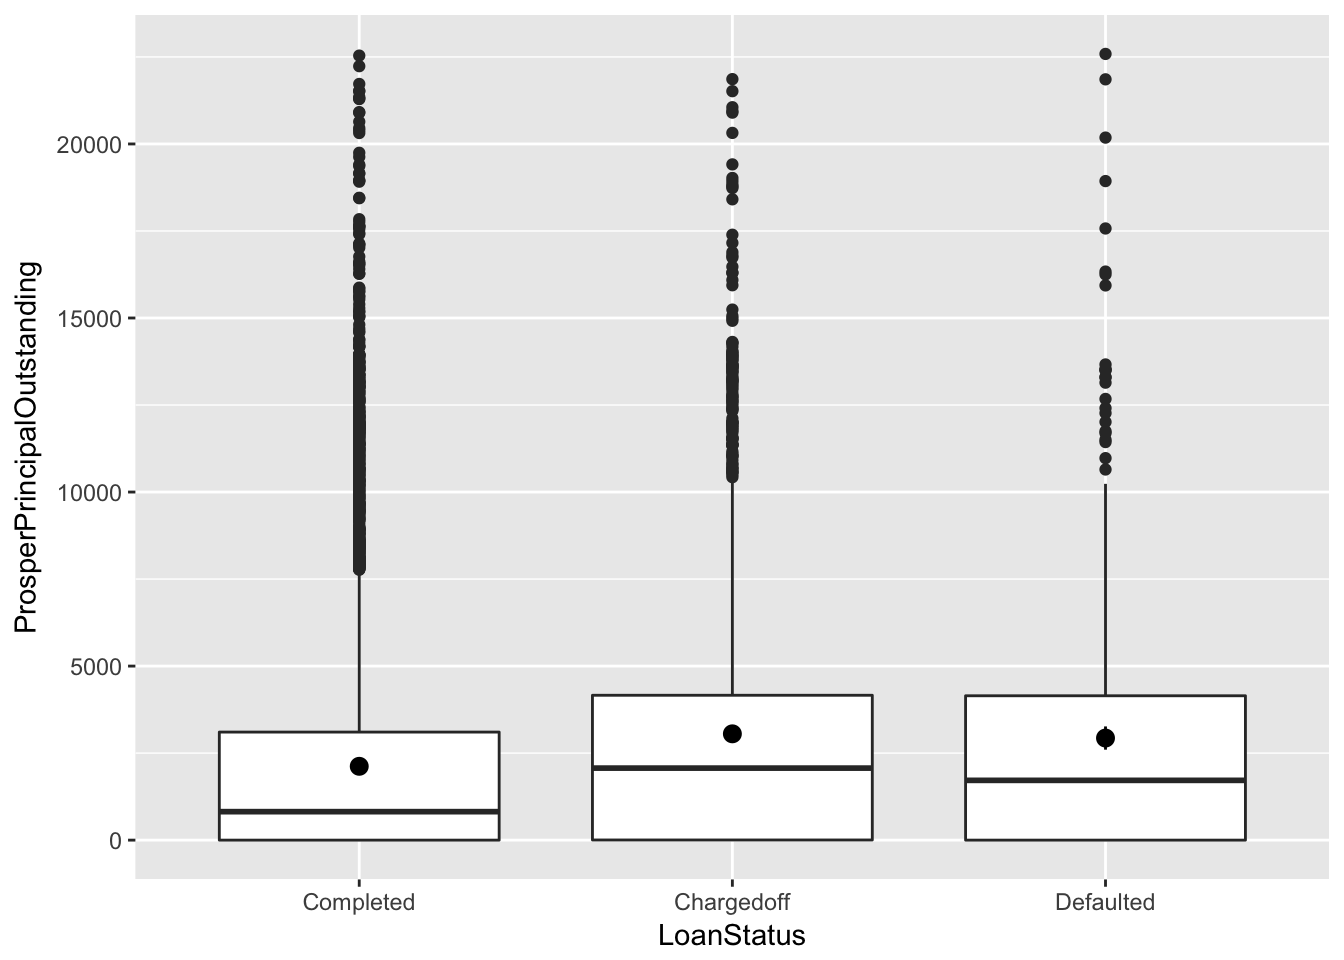 ProsperPrincipalOutstanding
20000
15000
10000
5000
0
Completed
Chargedoff
Defaulted
LoanStatus